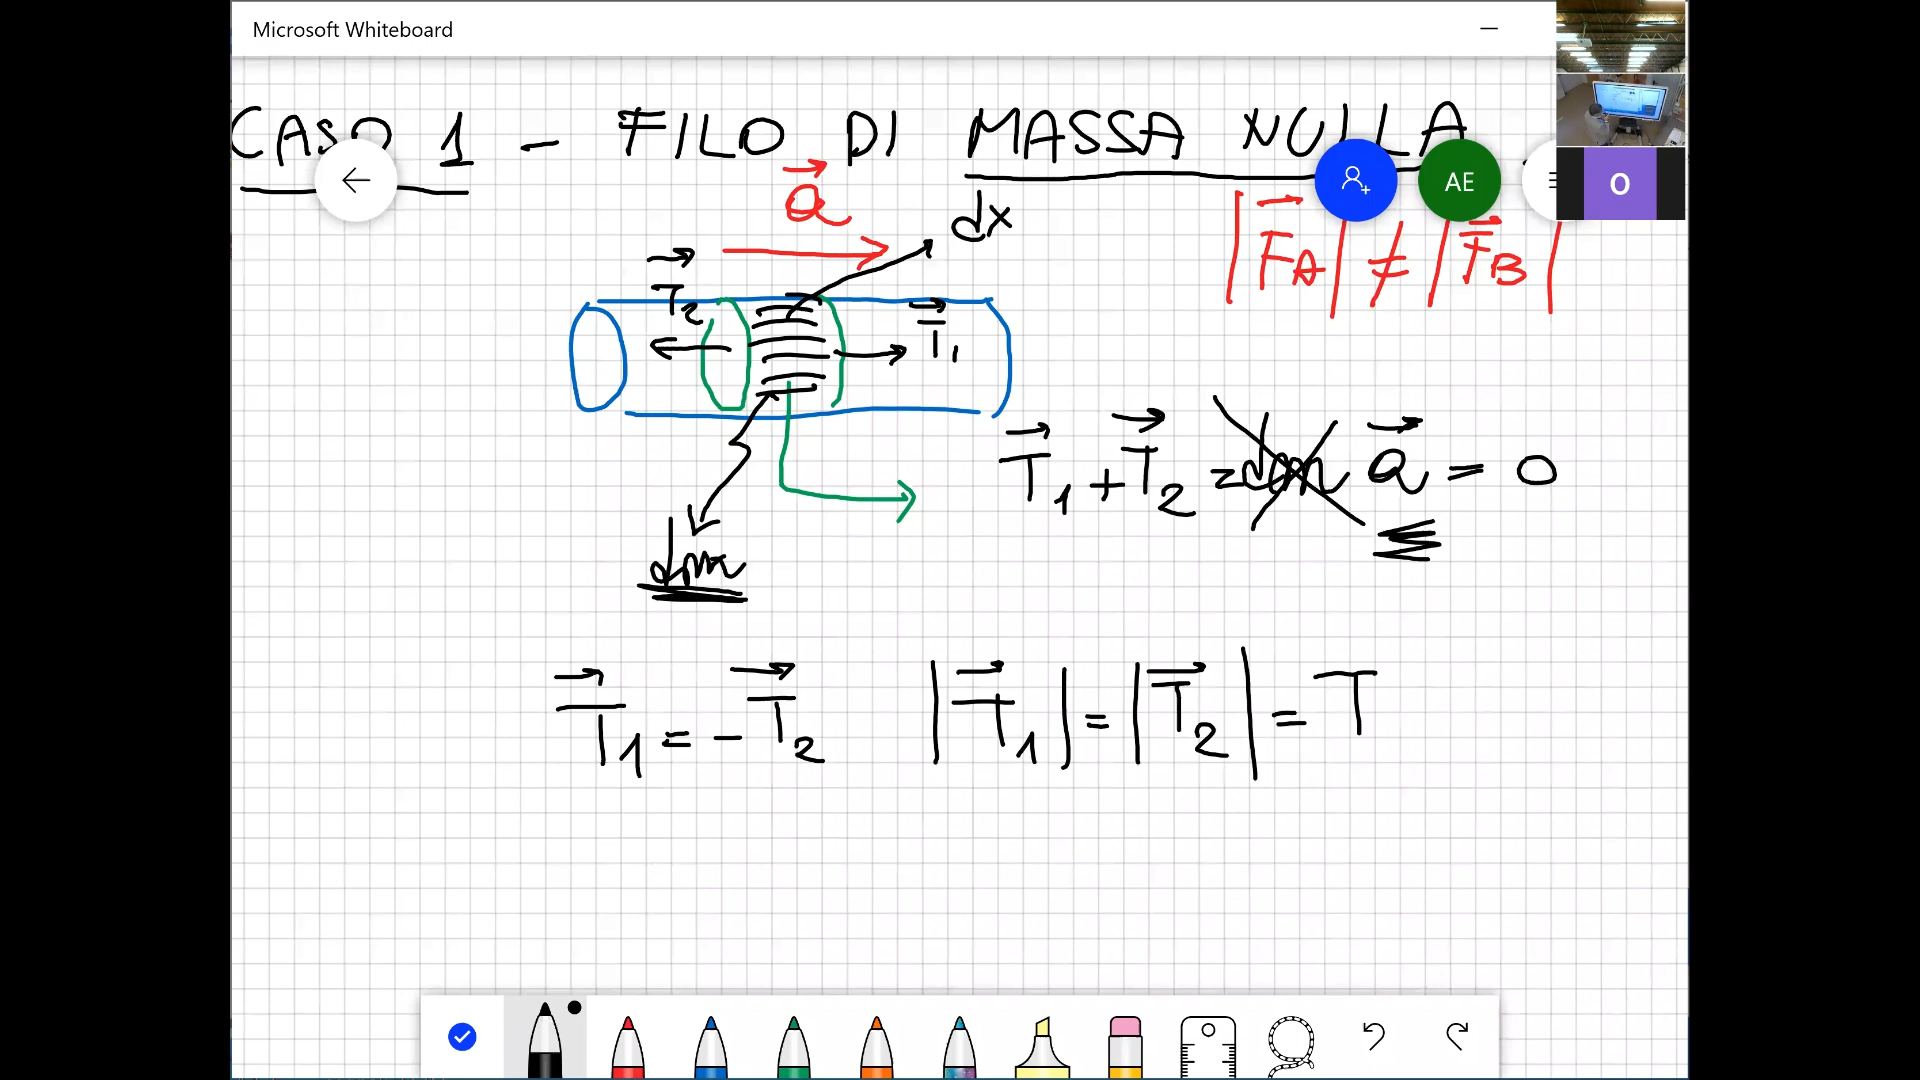 Microsoft Whiteboard
CASO 1 - FILO DI MASSA NULLA
a
dx
|FA| ≠ |FB|
T2
T1
T1 + T2 = dm a = 0
dm
T1 = - T2
|T1| = |T2| = T
AE
O